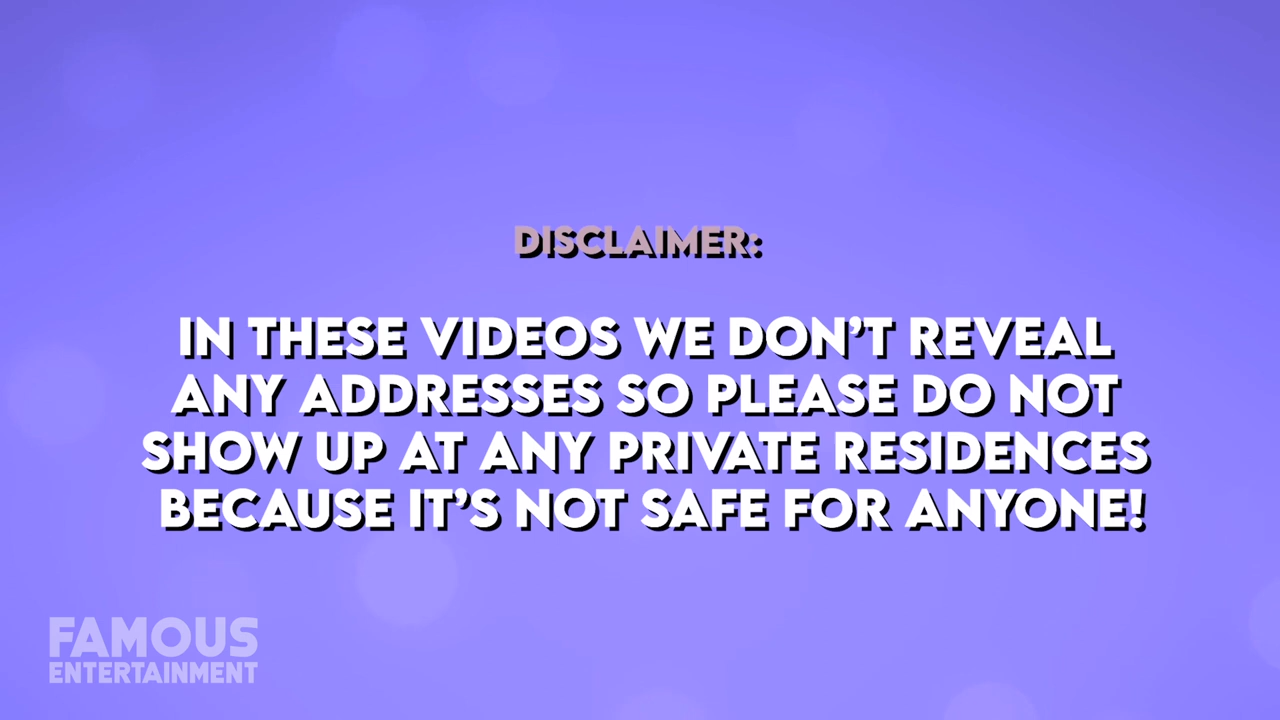 DISCLAIMER:
IN THESE VIDEOS WE DON'T REVEAL
ANY ADDRESSES SO PLEASE DO NOT
SHOW UP AT ANY PRIVATE RESIDENCES
BECAUSE IT'S NOT SAFE FOR ANYONE!
FAMOUS
ENTERTAINMENT